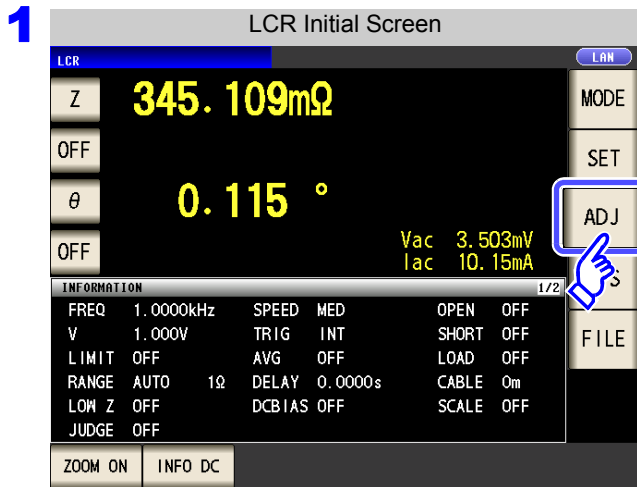 1
LCR Initial Screen
LCR
LAN
Z
345.109mΩ
MODE
OFF
SET
θ
0.115 °
ADJ
OFF
Vac 3.503mV
Iac 10.15mA
S
INFORMATION 1/2
FREQ 1.0000kHz SPEED MED OPEN OFF
V 1.000V TRIG INT SHORT OFF
FILE
LIMIT OFF AVG OFF LOAD OFF
RANGE AUTO 1Ω DELAY 0.0000s CABLE 0m
LOW Z OFF DCBIAS OFF SCALE OFF
JUDGE OFF
ZOOM ON INFO DC